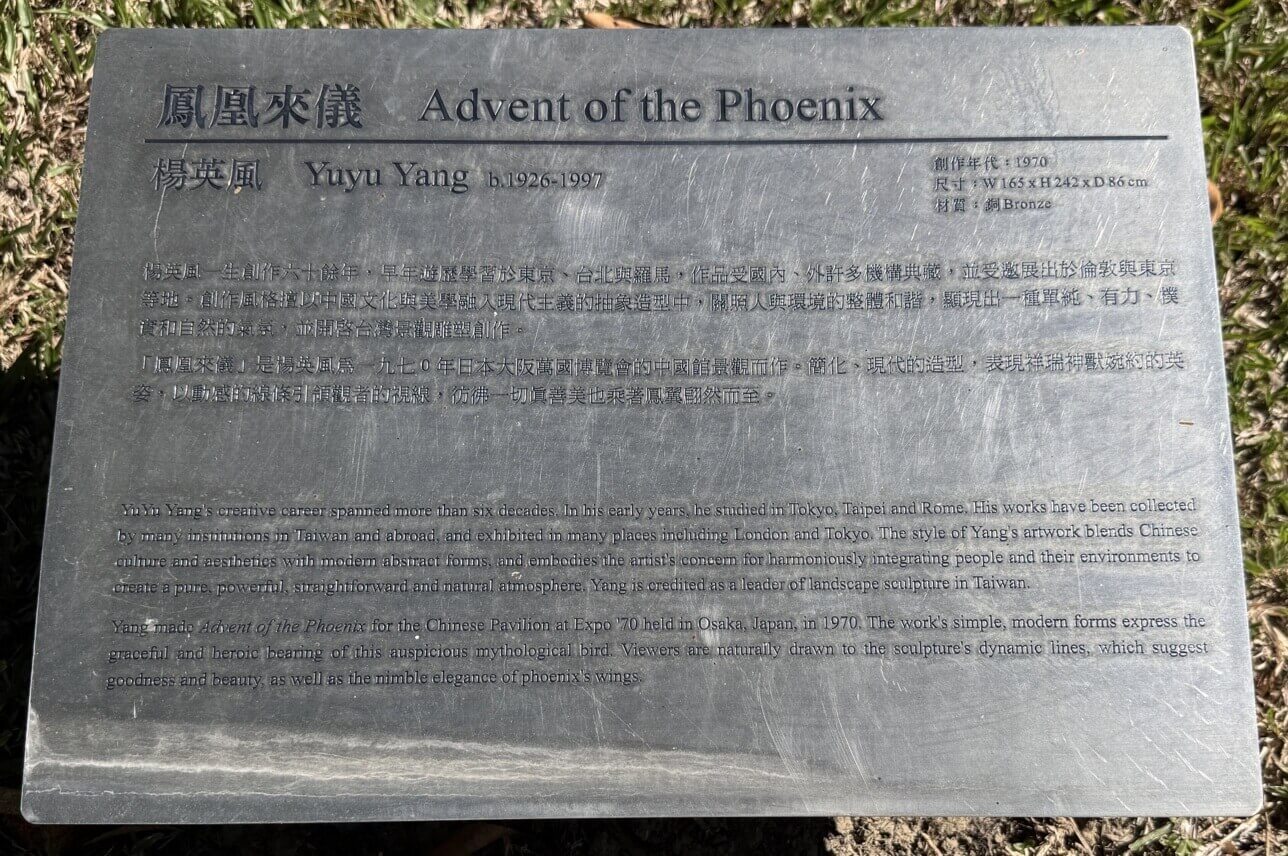 鳳凰來儀 Advent of the Phoenix
楊英風 Yuyu Yang b.1926-1997
創作年代：1970
尺寸：W 165 x H 242 x D 86 cm
材質：銅 Bronze
楊英風一生創作六十餘年，早年遊歷學習於東京、台北與羅馬，作品受國內、外許多機構典藏，並受邀展出於倫敦與東京
等地。創作風格擅以中國文化與美學融入現代主義的抽象造型中，關照人與環境的整體和諧，顯現出一種單純、有力、樸
實和自然的氣氛，並開啓台灣景觀雕塑創作。
「鳳凰來儀」是楊英風為一九七０年日本大阪萬國博覽會的中國館景觀而作。簡化、現代的造型，表現祥瑞神獸婉約的英
姿，以動感的線條引領觀者的視線，彷彿一切眞善美也乘著鳳翼翩然而至。
YuYu Yang's creative career spanned more than six decades. In his early years, he studied in Tokyo, Taipei and Rome. His works have been collected
by many institutions in Taiwan and abroad, and exhibited in many places including London and Tokyo. The style of Yang's artwork blends Chinese
culture and aesthetics with modern abstract forms, and embodies the artist's concern for harmoniously integrating people and their environments to
create a pure, powerful, straightforward and natural atmosphere. Yang is credited as a leader of landscape sculpture in Taiwan.
Yang made Advent of the Phoenix for the Chinese Pavilion at Expo '70 held in Osaka, Japan, in 1970. The work's simple, modern forms express the
graceful and heroic bearing of this auspicious mythological bird. Viewers are naturally drawn to the sculpture's dynamic lines, which suggest
goodness and beauty, as well as the nimble elegance of phoenix's wings.